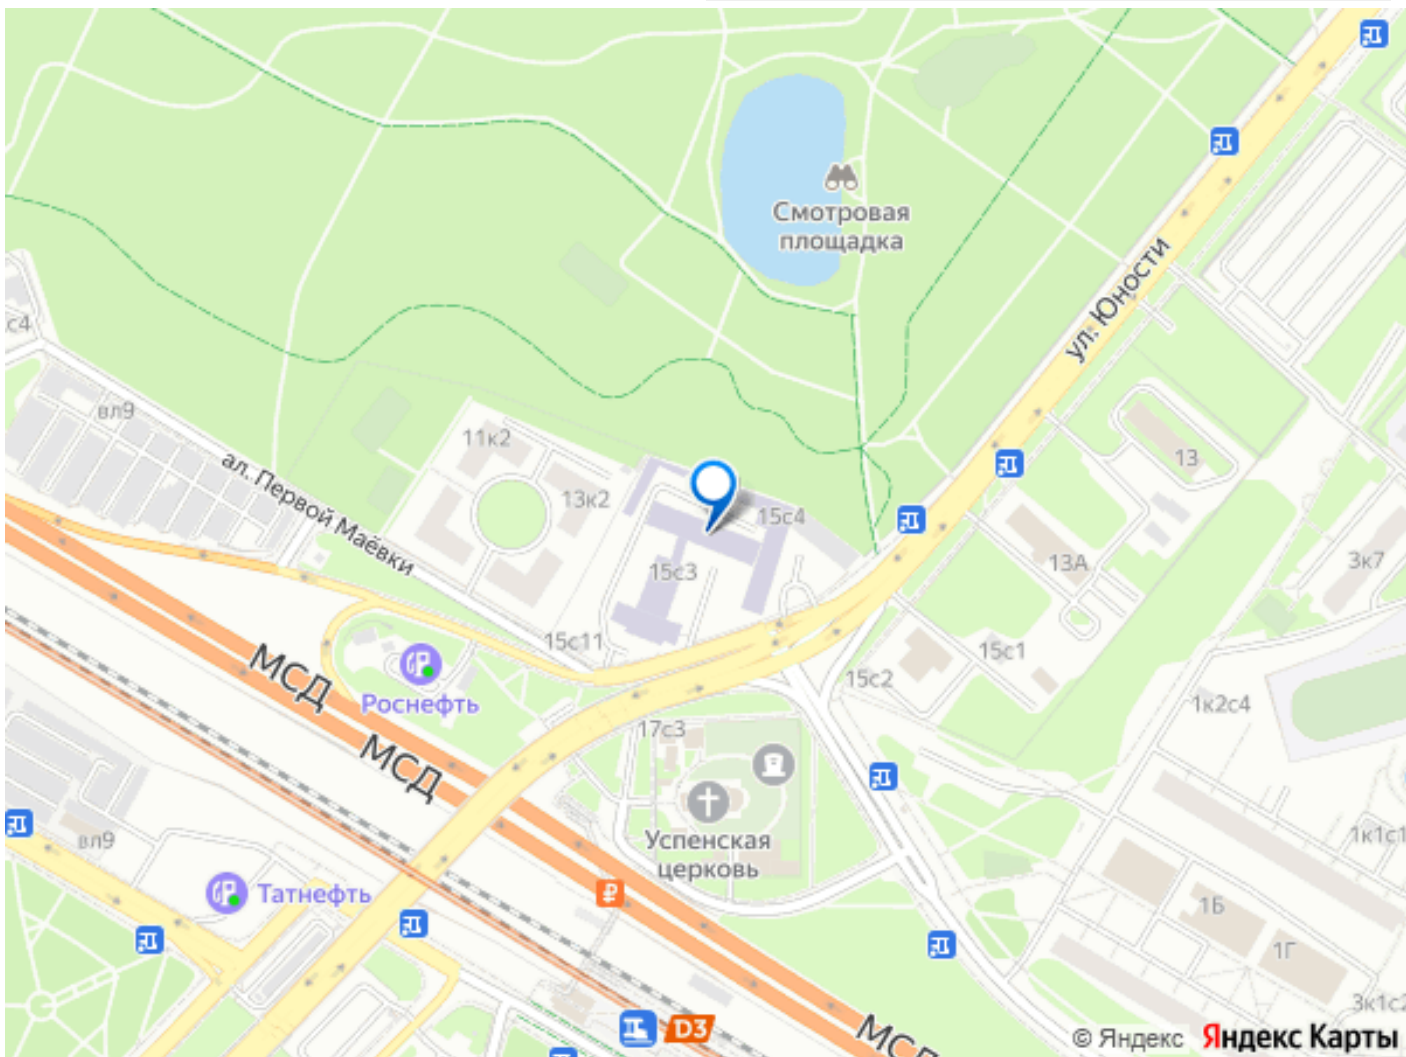 Смотровая
площадка
ул. Юности
с4
вл9
ал. Первой Маёвки
11к2
13к2
15с4
15с3
13
13А
3к7
15с11
15с1
15с2
МСД
Роснефть
1к2с4
17с3
МСД
Успенская
церковь
вл9
1к1с1
Татнефть
1Б
1Г
3к1с2
D3
МСД
© Яндекс Яндекс Карты